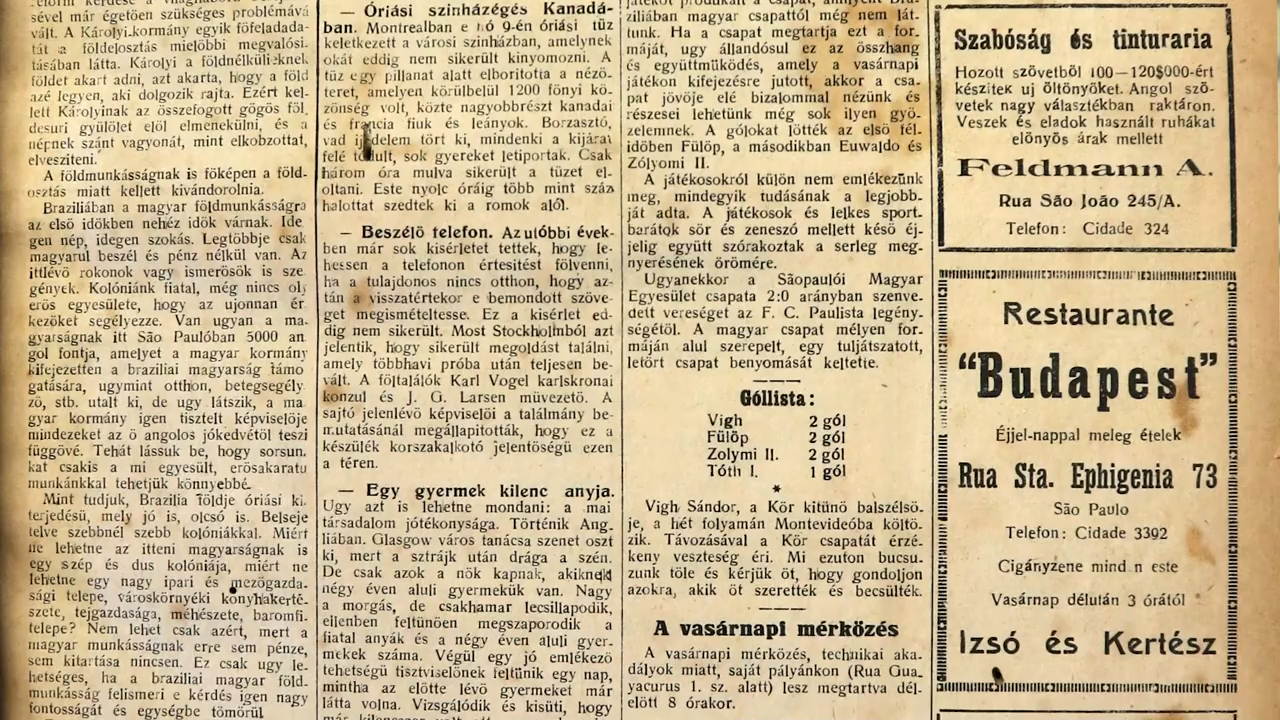 sével már égetően szükséges problémává
vált. A Károlyi-kormány egyik főfeladada-
tát a földelosztás mielőbbi megvalósi-
tásában látta. Károlyi a földnélkülieknek
földet akart adni, azt akarta, hogy a föld
azé legyen, aki dolgozik rajta. Ezért kel-
lett Károlyinak az összefogott gőgös föl.
desuri gyülölet elöl elmenekülni, és a
népnek szánt vagyonát, mint elkobzottat,
elvesziteni.
A földmunkásságnak is főképen a föld-
osztás miatt kellett kivándorolnia.
Braziliában a magyar földmunkásságra
az első időkben nehéz idők várnak. Ide
gen nép, idegen szokás. Legtöbbje csak
magyarul beszél és pénz nélkül van. Az
ittlévő rokonok vagy ismerősök is sze
gények. Kolóniánk fiatal, még nincs oly
erős egyesülete, hogy az ujonnan ér
kezőket segélyezze. Van ugyan a ma-
gyarságnak itt São Paulóban 5000 an
gol fontja, amelyet a magyar kormány
kifejezetten a braziliai magyarság támo
gatására, ugymint otthon, betegsegély
ző, stb. utalt ki, de ugy látszik, a ma
gyar kormány igen tisztelt képviselője
mindezeket az ő angolos jókedvétől teszi
függővé. Tehát lássuk be, hogy sorsun.
kat csakis a mi egyesült, erősakaratu
munkánkkal tehetjük könnyebbé.
Mint tudjuk, Brazilia földje óriási ki.
terjedésü, mely jó is, olcsó is. Belseje
telve szebbnél szebb kolóniákkal. Miért
ne lehetne az itteni magyarságnak is
egy szép és dus kolóniája, miért ne
lehetne egy nagy ipari és mezőgazda-
sági telepe, városkörnyéki konyhakerté-
szete, tejgazdasága, méhészete, baromfi-
telepe? Nem lehet csak azért, mert a
magyar munkásságnak erre sem pénze,
sem kitartása nincsen. Ez csak ugy le-
hetséges, ha a braziliai magyar föld-
munkásság felismeri e kérdés igen nagy
fontosságát és egységbe tömörül
— Óriási szinházégés Kanadá-
ban. Montrealban e hó 9-én óriási tüz
keletkezett a városi szinházban, amelynek
okát eddig nem sikerült kinyomozni. A
tüz egy pillanat alatt elboritotta a néző-
teret, amelyen körülbelül 1200 főnyi kö-
zönség volt, közte nagyobbrészt kanadai
és francia fiuk és leányok. Borzasztó,
vad ijedelem tört ki, mindenki a kijárat
felé tódult, sok gyereket letiportak. Csak
három óra mulva sikerült a tüzet el-
oltani. Este nyolc óráig több mint száz
halottat szedtek ki a romok alól.
— Beszélő telefon. Az utóbbi évek-
ben már sok kisérletet tettek, hogy le-
hessen a telefonon értesitést fölvenni,
ha a tulajdonos nincs otthon, hogy az-
tán a visszatértekor e bemondott szöve-
get megismételtesse. Ez a kisérlet ed-
dig nem sikerült. Most Stockholmból azt
jelentik, hogy sikerült megoldást találni,
amely többhavi próba után teljesen be-
vált. A föltalálók Karl Vogel karlskronai
konzul és J. G. Larsen müvezető. A
sajtó jelenlévő képviselői a találmány be-
mutatásánál megállapitották, hogy ez a
készülék korszakalkotó jelentőségü ezen
a téren.
— Egy gyermek kilenc anyja.
Ugy azt is lehetne mondani: a mai
társadalom jótékonysága. Történik Ang-
liában. Glasgow város tanácsa szenet oszt
ki, mert a sztrájk után drága a szén.
De csak azok a nők kapnak, akiknek
négy éven aluli gyermekük van. Nagy
a morgás, de csakhamar lecsillapodik,
ellenben feltünően megszaporodik a
fiatal anyák és a négy éven aluli gyer-
mekek száma. Végül egy jó emlékező
tehetségü tisztviselőnek feltünik egy nap,
mintha az előtte lévő gyermeket már
látta volna. Vizsgálódik és kisüti, hogy
ziliában magyar csapattól még nem lát-
tunk. Ha a csapat megtartja ezt a for-
máját, ugy állandósul ez az összhang
és együttmüködés, amely a vasárnapi
játékon kifejezésre jutott, akkor a csa-
pat jövője elé bizalommal nézünk és
részesei lehetünk még sok ilyen győ-
zelemnek. A gólokat lőtték az első fél-
időben Fülöp, a másodikban Euwaldo és
Zólyomi II.
A játékosokról külön nem emlékezünk
meg, mindegyik tudásának a legjobb-
ját adta. A játékosok és lelkes sport-
barátok sör és zeneszó mellett késő éj-
jelig együtt szórakoztak a serleg meg-
nyerésének örömére.
Ugyanekkor a Sãopaulói Magyar
Egyesület csapata 2:0 arányban szenve-
dett vereséget az F. C. Paulista legény-
ségétől. A magyar csapat mélyen for-
máján alul szerepelt, egy tuljátszatott,
letört csapat benyomását keltette.
Góllista:
Vigh 2 gól
Fülöp 2 gól
Zolymi II. 2 gól
Tóth I. 1 gól
*
Vigh Sándor, a Kör kitünő balszélső-
je, a hét folyamán Montevideóba költö-
zik. Távozásával a Kör csapatát érzé-
keny veszteség éri. Mi ezuton bucsu-
zunk tőle és kérjük őt, hogy gondoljon
azokra, akik őt szerették és becsülték.
A vasárnapi mérkőzés
A vasárnapi mérkőzés, technikai aka-
dályok miatt, saját pályánkon (Rua Gua
yacurus 1. sz. alatt) lesz megtartva dél-
előtt 8 órakor.
Szabóság és tinturaria
Hozott szövetből 100—120$000-ért
készitek uj öltönyöket. Angol szö-
vetek nagy választékban raktáron.
Veszek és eladok használt ruhákat
előnyös árak mellett
Feldmann A.
Rua São João 245/A.
Telefon: Cidade 324
Restaurante
“Budapest”
Éjjel-nappal meleg ételek
Rua Sta. Ephigenia 73
São Paulo
Telefon: Cidade 3392
Cigányzene mind n este
Vasárnap délután 3 órától
Izsó és Kertész